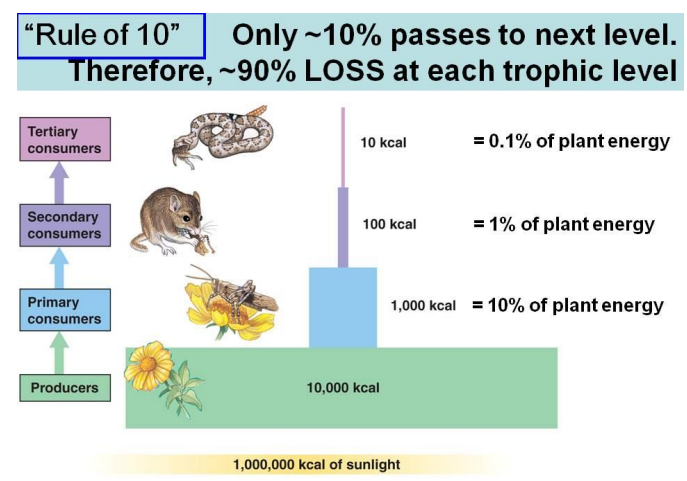 “Rule of 10” Only ~10% passes to next level.
Therefore, ~90% LOSS at each trophic level
Tertiary
consumers
10 kcal = 0.1% of plant energy
Secondary
consumers
100 kcal = 1% of plant energy
Primary
consumers
1,000 kcal = 10% of plant energy
Producers
10,000 kcal
1,000,000 kcal of sunlight